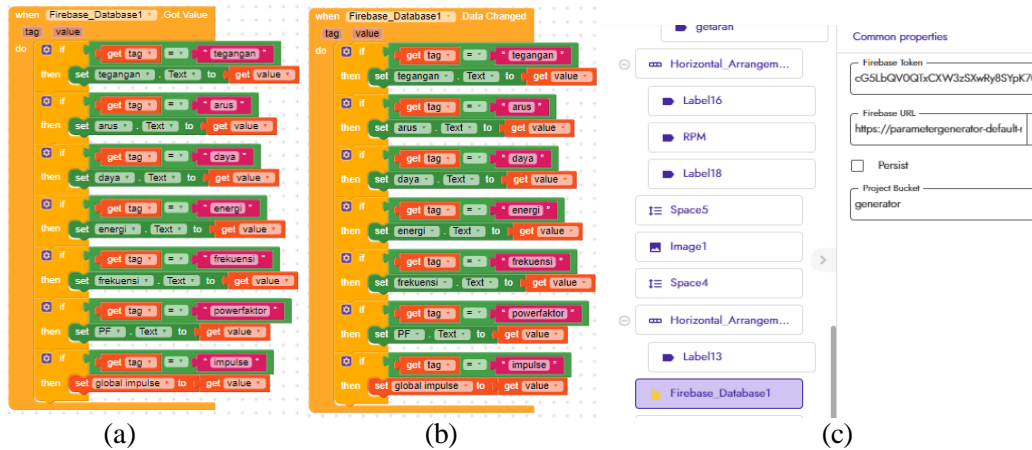 when Firebase_Database1 .Got Value
tag value
do if get tag = " tegangan "
then set tegangan . Text to get value
if get tag = " arus "
then set arus . Text to get value
if get tag = " daya "
then set daya . Text to get value
if get tag = " energi "
then set energi . Text to get value
if get tag = " frekuensi "
then set frekuensi . Text to get value
if get tag = " powerfaktor "
then set PF . Text to get value
if get tag = " impulse "
then set global impulse to get value
(a)
when Firebase_Database1 .Data Changed
tag value
do if get tag = " tegangan "
then set tegangan . Text to get value
if get tag = " arus "
then set arus . Text to get value
if get tag = " daya "
then set daya . Text to get value
if get tag = " energi "
then set energi . Text to get value
if get tag = " frekuensi "
then set frekuensi . Text to get value
if get tag = " powerfaktor "
then set PF . Text to get value
if get tag = " impulse "
then set global impulse to get value
(b)
getaran
Horizontal_Arrangem...
Label16
RPM
Label18
Space5
Image1
Space4
Horizontal_Arrangem...
Label13
Firebase_Database1
Common properties
Firebase Token
Firebase URL
https://parametergenerator-default-r
Persist
Project Bucket
generator
(c)